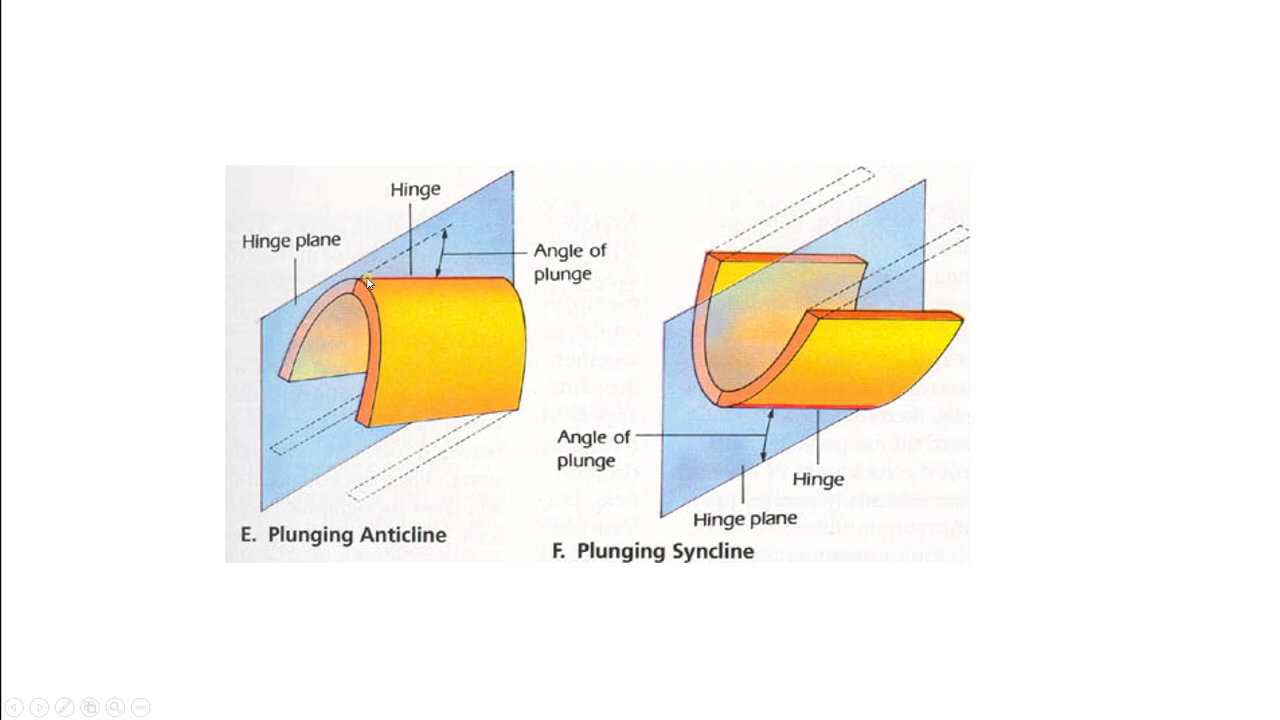 Hinge
Hinge plane
Angle of
plunge
E. Plunging Anticline
Angle of
plunge
Hinge
Hinge plane
F. Plunging Syncline